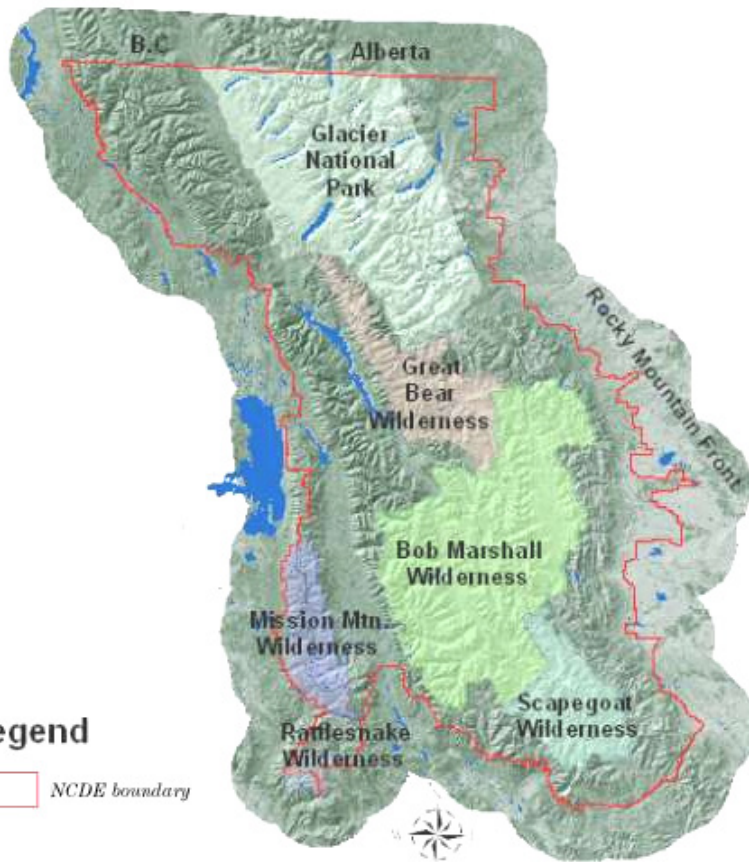 B.C
Alberta
Glacier
National
Park
Rocky Mountain Front
Great
Bear
Wilderness
Bob Marshall
Wilderness
Mission Mtn.
Wilderness
Scapegoat
Wilderness
Rattlesnake
Wilderness
egend
NCDE boundary